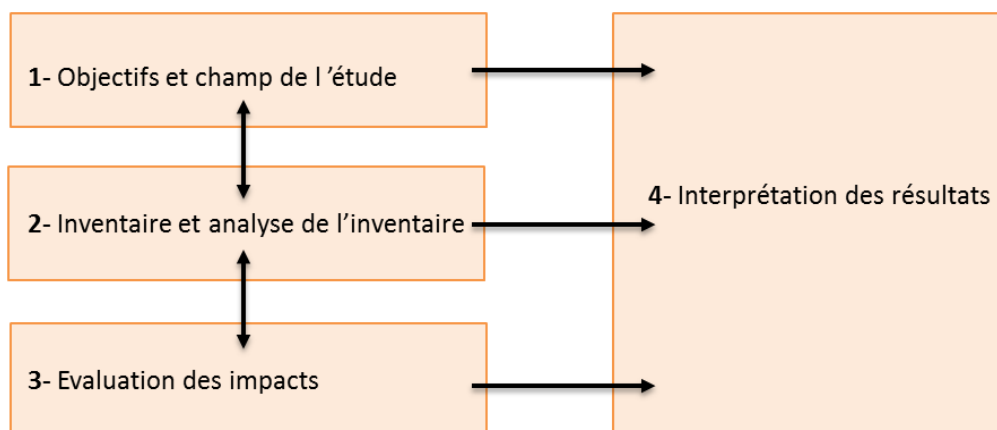 1- Objectifs et champ de l ’étude
2- Inventaire et analyse de l’inventaire
3- Evaluation des impacts
4- Interprétation des résultats